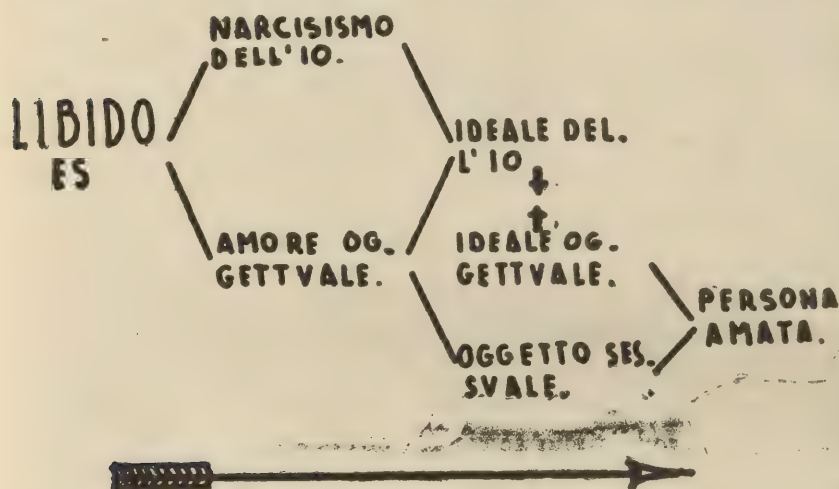 NARCISISMO
DELL'IO.
LIBIDO
ES
IDEALE DEL.
L'IO
AMORE OG.
GETTVALE.
IDEALE OG.
GETTVALE.
PERSONA
AMATA.
OGGETTO SES.
SVALE.